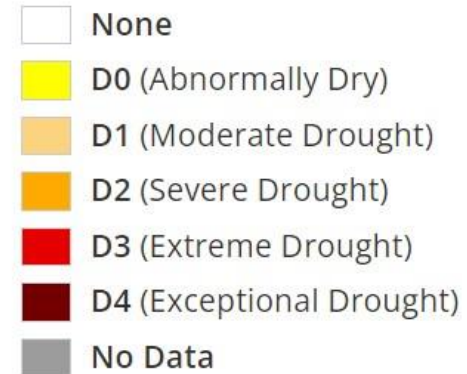 None
D0 (Abnormally Dry)
D1 (Moderate Drought)
D2 (Severe Drought)
D3 (Extreme Drought)
D4 (Exceptional Drought)
No Data